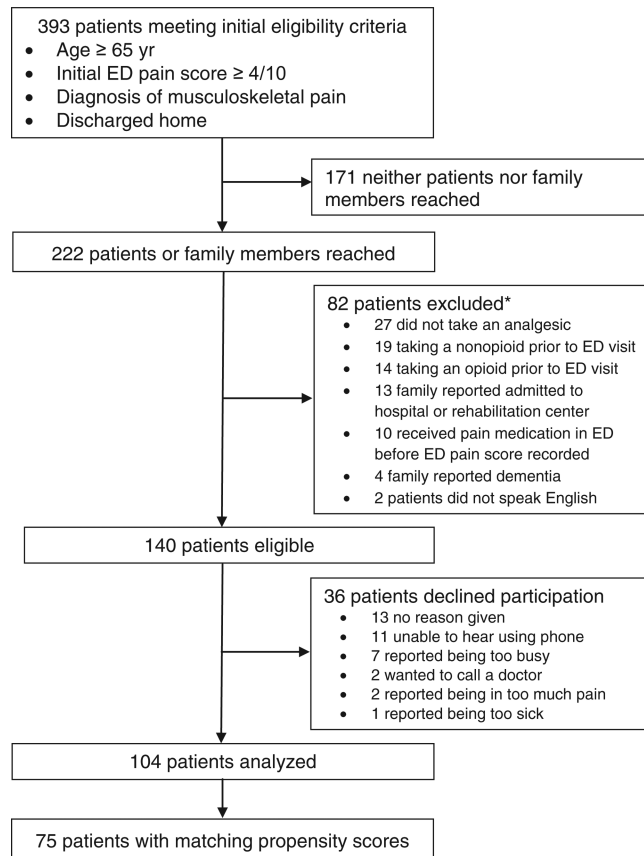 393 patients meeting initial eligibility criteria
• Age ≥ 65 yr
• Initial ED pain score ≥ 4/10
• Diagnosis of musculoskeletal pain
• Discharged home
171 neither patients nor family
members reached
222 patients or family members reached
82 patients excluded*
• 27 did not take an analgesic
• 19 taking a nonopioid prior to ED visit
• 14 taking an opioid prior to ED visit
• 13 family reported admitted to
hospital or rehabilitation center
• 10 received pain medication in ED
before ED pain score recorded
• 4 family reported dementia
• 2 patients did not speak English
140 patients eligible
36 patients declined participation
• 13 no reason given
• 11 unable to hear using phone
• 7 reported being too busy
• 2 wanted to call a doctor
• 2 reported being in too much pain
• 1 reported being too sick
104 patients analyzed
75 patients with matching propensity scores